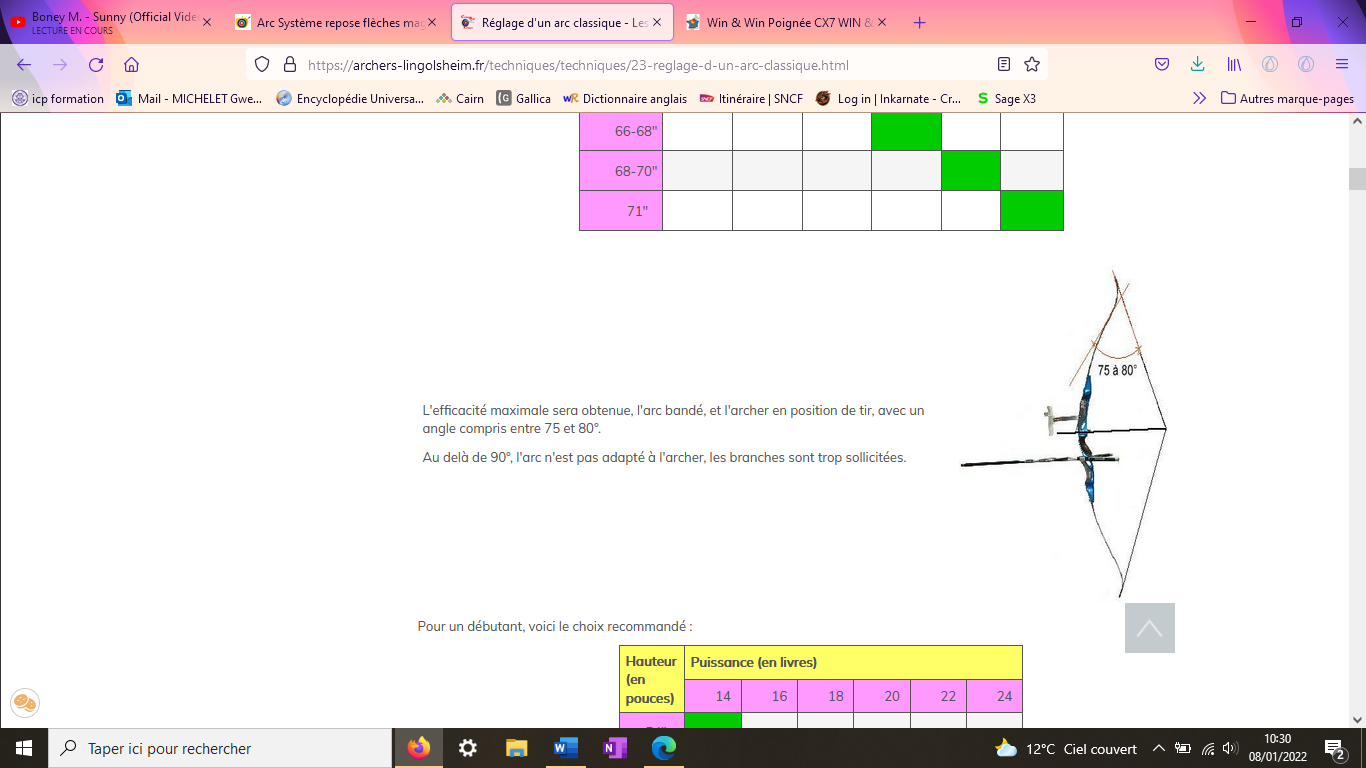 Boney M. - Sunny (Official Vide
LECTURE EN COURS
Arc Système repose flèches mag
Réglage d'un arc classique - Les
Win & Win Poignée CX7 WIN &
https://archers-lingolsheim.fr/techniques/techniques/23-reglage-d-un-arc-classique.html
icp formation
Mail - MICHELET Gwe...
Encyclopédie Universa...
Cairn
Gallica
Dictionnaire anglais
Itinéraire | SNCF
Log in | Inkarnate - Cr...
Sage X3
Autres marque-pages
66-68"
68-70"
71"
75 à 80°
L'efficacité maximale sera obtenue, l'arc bandé, et l'archer en position de tir, avec un
angle compris entre 75 et 80°.
Au delà de 90°, l'arc n'est pas adapté à l'archer, les branches sont trop sollicitées.
Pour un débutant, voici le choix recommandé :
Hauteur
(en
pouces)
Puissance (en livres)
14 16 18 20 22 24
Taper ici pour rechercher
12°C Ciel couvert
10:30
08/01/2022
2